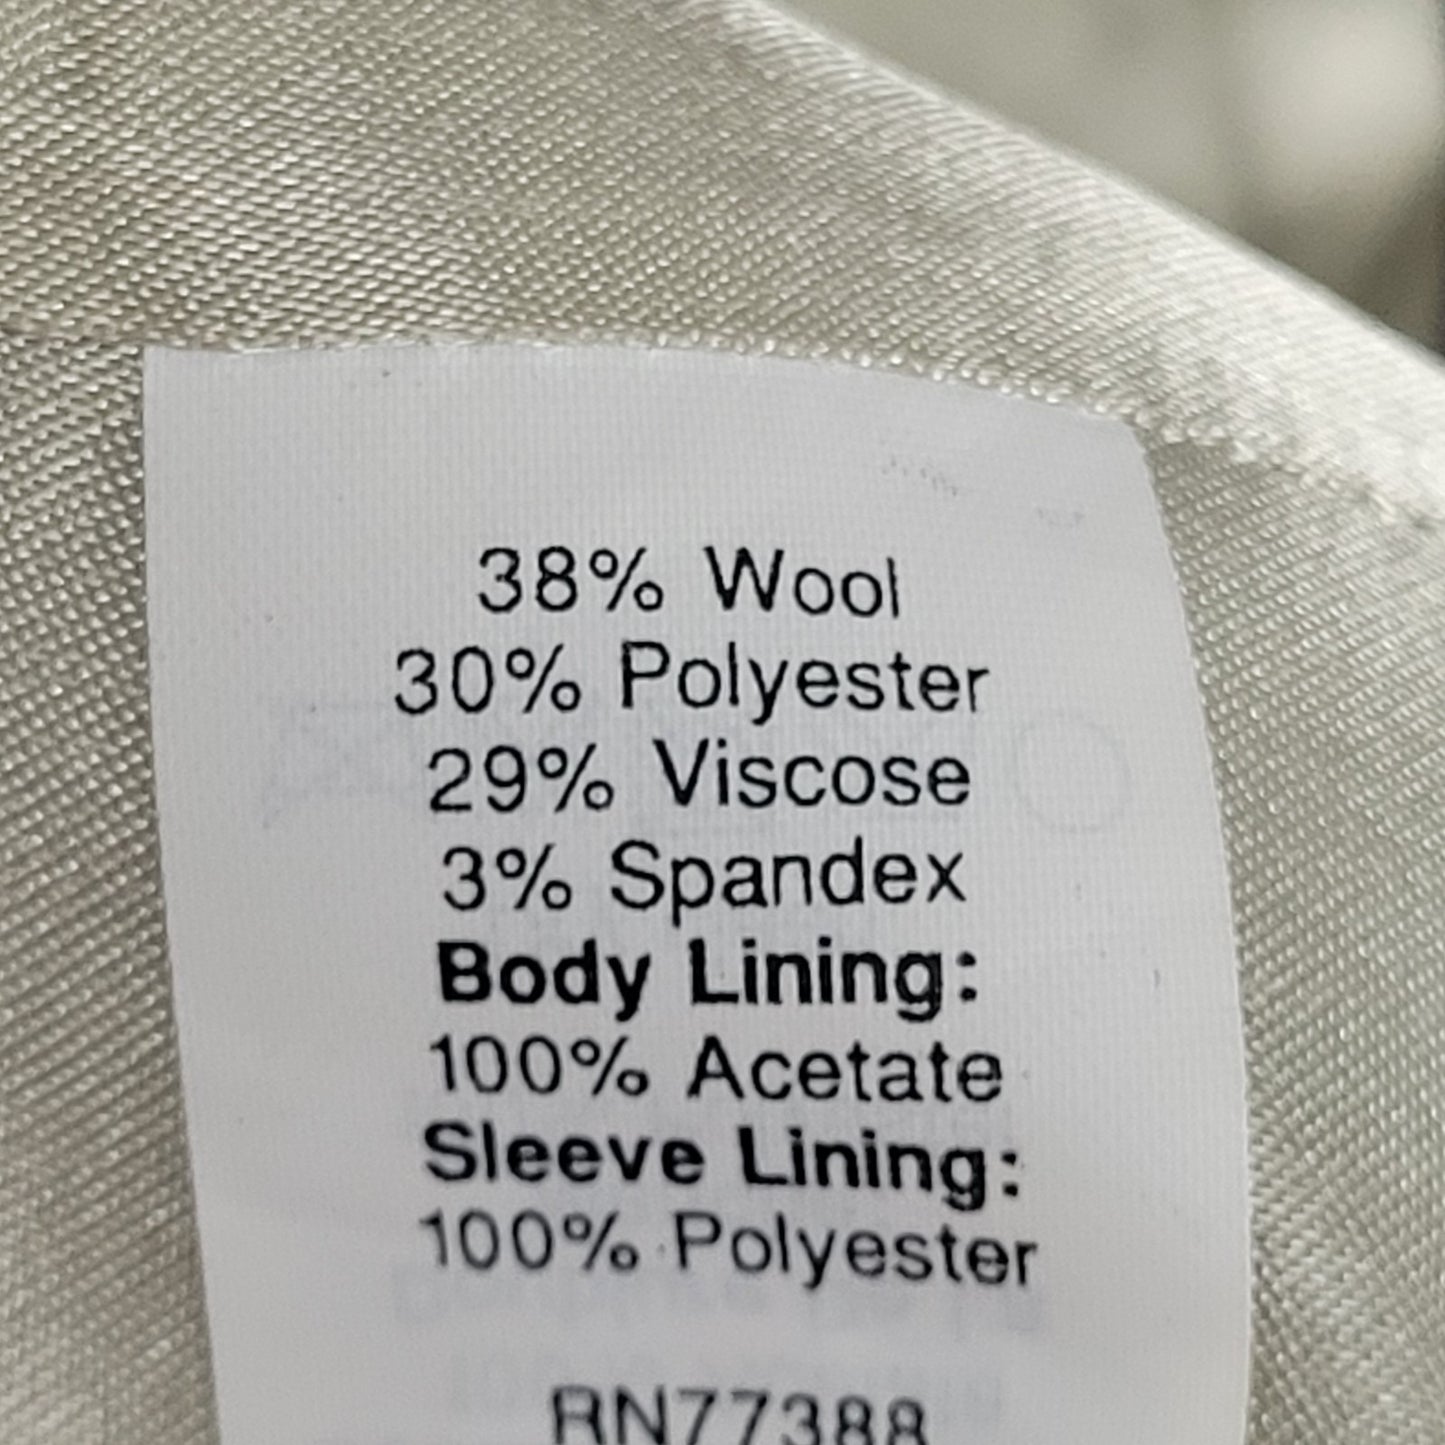 38% Wool
30% Polyester
29% Viscose
3% Spandex
Body Lining:
100% Acetate
Sleeve Lining:
100% Polyester
RN77388